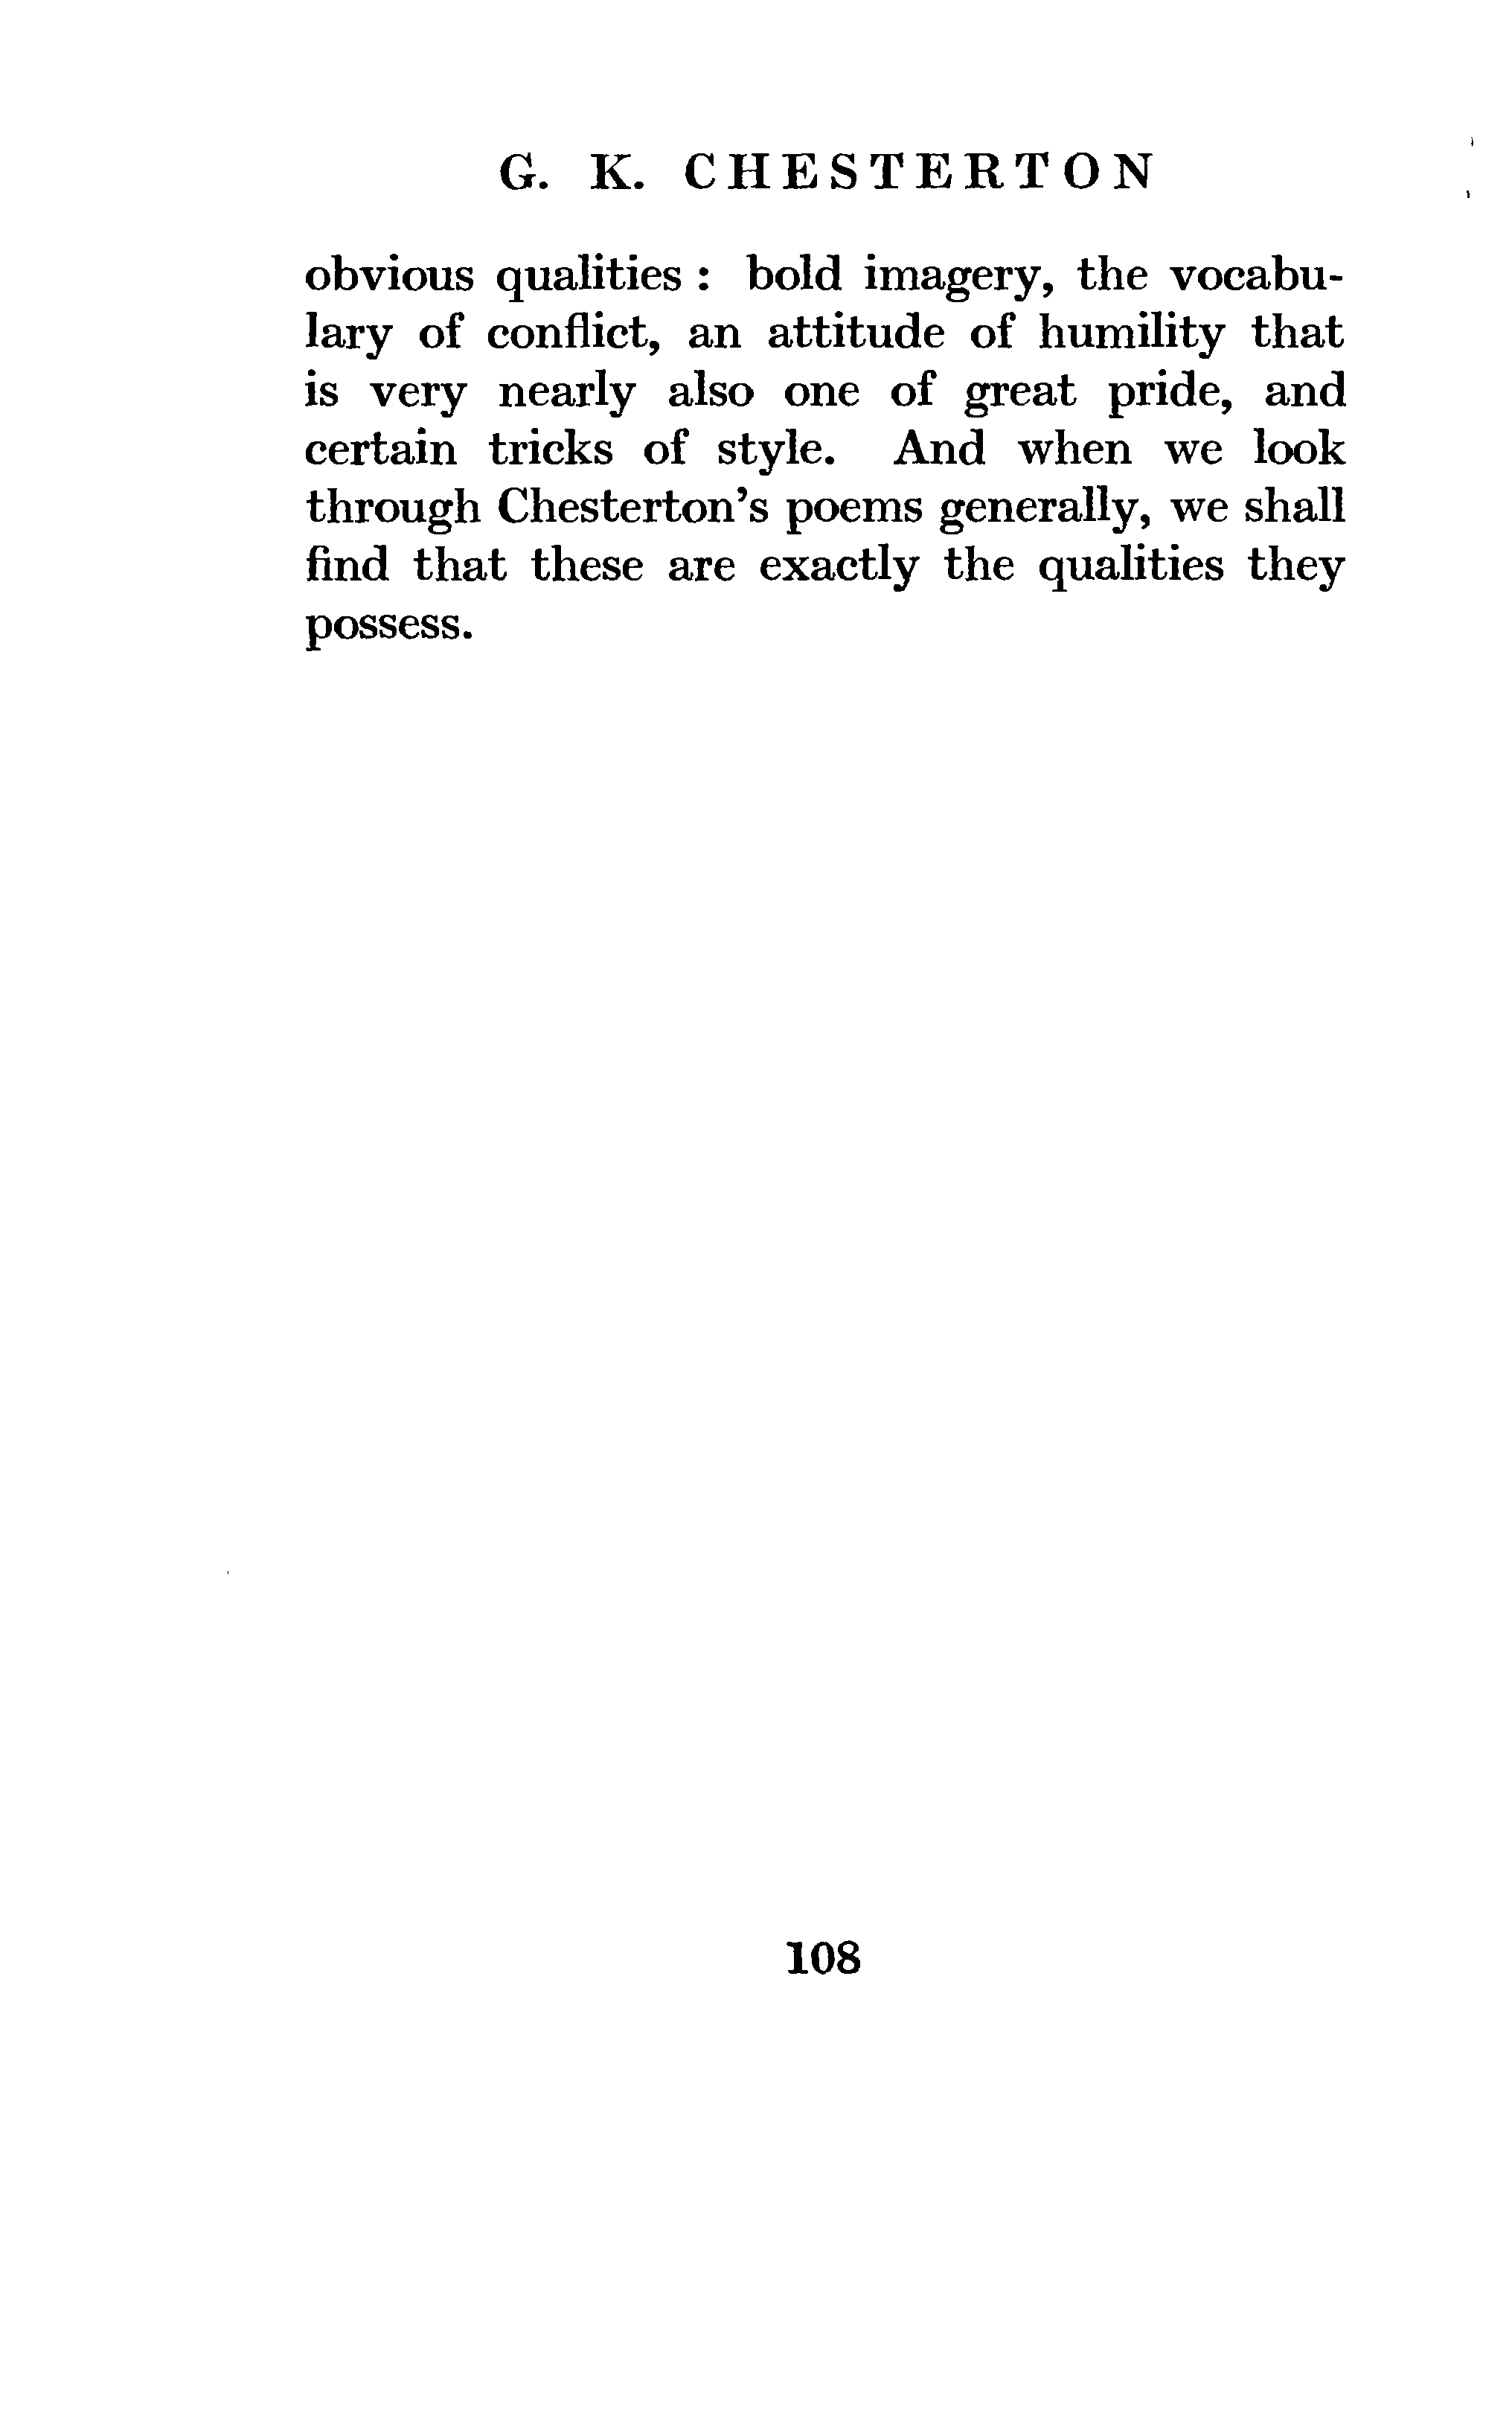 G. K. CHESTERTON
obvious qualities : bold imagery, the vocabu-
lary of conflict, an attitude of humility that
is very nearly also one of great pride, and
certain tricks of style. And when we look
through Chesterton's poems generally, we shall
find that these are exactly the qualities they
possess.
108